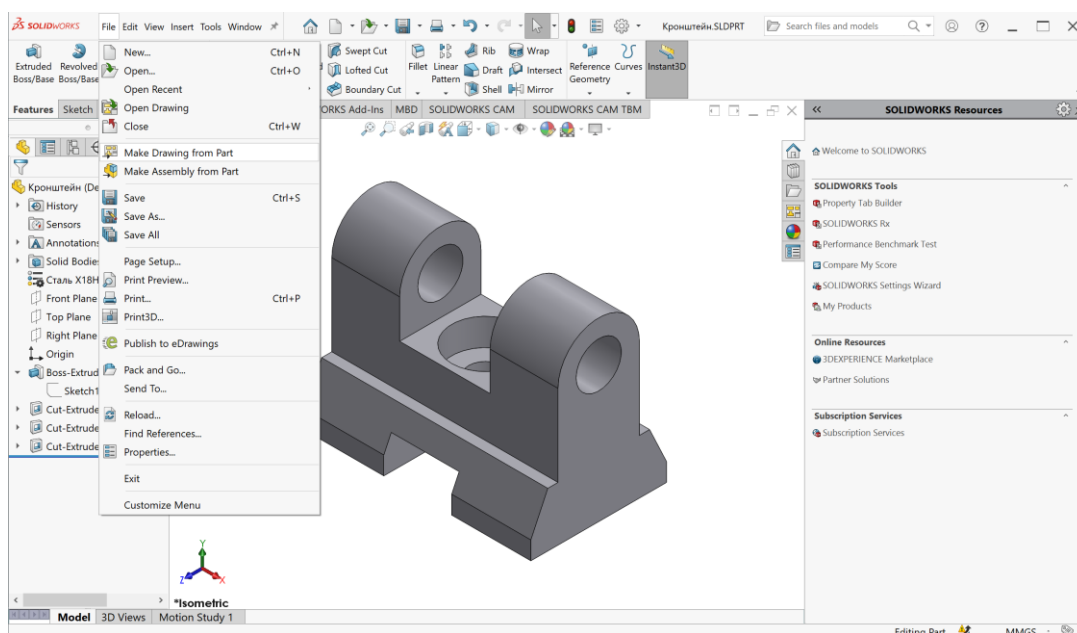 SOLIDWORKS File Edit View Insert Tools Window Кронштейн.SLDPRT Search files and models
Extruded Boss/Base
Revolved Boss/Base
Swept Cut
Lofted Cut
Boundary Cut
Fillet Linear Pattern
Rib
Draft
Shell
Wrap
Intersect
Mirror
Reference Geometry
Curves
Instant3D
Features Sketch ORKS Add-Ins MBD SOLIDWORKS CAM SOLIDWORKS CAM TBM
New... Ctrl+N
Open... Ctrl+O
Open Recent
Open Drawing
Close Ctrl+W
Make Drawing from Part
Make Assembly from Part
Save Ctrl+S
Save As...
Save All
Page Setup...
Print Preview...
Print... Ctrl+P
Print3D...
Publish to eDrawings
Pack and Go...
Send To...
Reload...
Find References...
Properties...
Exit
Customize Menu
Кронштейн (De
History
Sensors
Annotations
Solid Bodie
Сталь Х18Н
Front Plane
Top Plane
Right Plane
Origin
Boss-Extrud
Sketch1
Cut-Extrude
Cut-Extrude
Cut-Extrude
Y
Z
X
*Isometric
SOLIDWORKS Resources
Welcome to SOLIDWORKS
SOLIDWORKS Tools
Property Tab Builder
SOLIDWORKS Rx
Performance Benchmark Test
Compare My Score
SOLIDWORKS Settings Wizard
My Products
Online Resources
3DEXPERIENCE Marketplace
Partner Solutions
Subscription Services
Subscription Services
Model 3D Views Motion Study 1
Editing Part MMGS